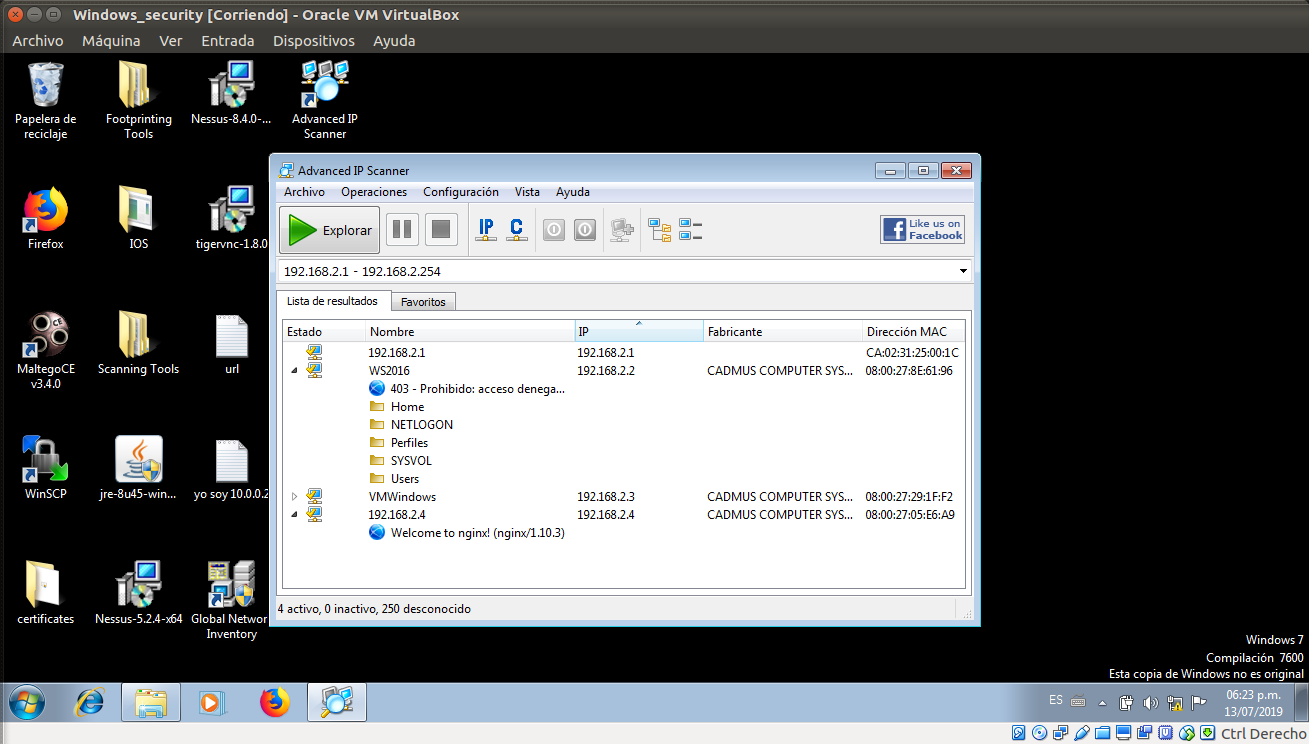 Windows_security [Corriendo] - Oracle VM VirtualBox
Archivo Máquina Ver Entrada Dispositivos Ayuda
Papelera de reciclaje
Footprinting Tools
Nessus-8.4.0-...
Advanced IP Scanner
Firefox
IOS
tigervnc-1.8.0
MaltegoCE v3.4.0
Scanning Tools
url
WinSCP
jre-8u45-win...
yo soy 10.0.0.2
certificates
Nessus-5.2.4-x64
Global Networ Inventory
Advanced IP Scanner
Archivo Operaciones Configuración Vista Ayuda
Explorar IP C Like us on Facebook
192.168.2.1 - 192.168.2.254
Lista de resultados Favoritos
Estado Nombre IP Fabricante Dirección MAC
192.168.2.1 192.168.2.1 CA:02:31:25:00:1C
WS2016 192.168.2.2 CADMUS COMPUTER SYS... 08:00:27:8E:61:96
403 - Prohibido: acceso denega...
Home
NETLOGON
Perfiles
SYSVOL
Users
VMWindows 192.168.2.3 CADMUS COMPUTER SYS... 08:00:27:29:1F:F2
192.168.2.4 192.168.2.4 CADMUS COMPUTER SYS... 08:00:27:05:E6:A9
Welcome to nginx! (nginx/1.10.3)
4 activo, 0 inactivo, 250 desconocido
Windows 7
Compilación 7600
Esta copia de Windows no es original
ES
06:23 p.m.
13/07/2019
Ctrl Derecho